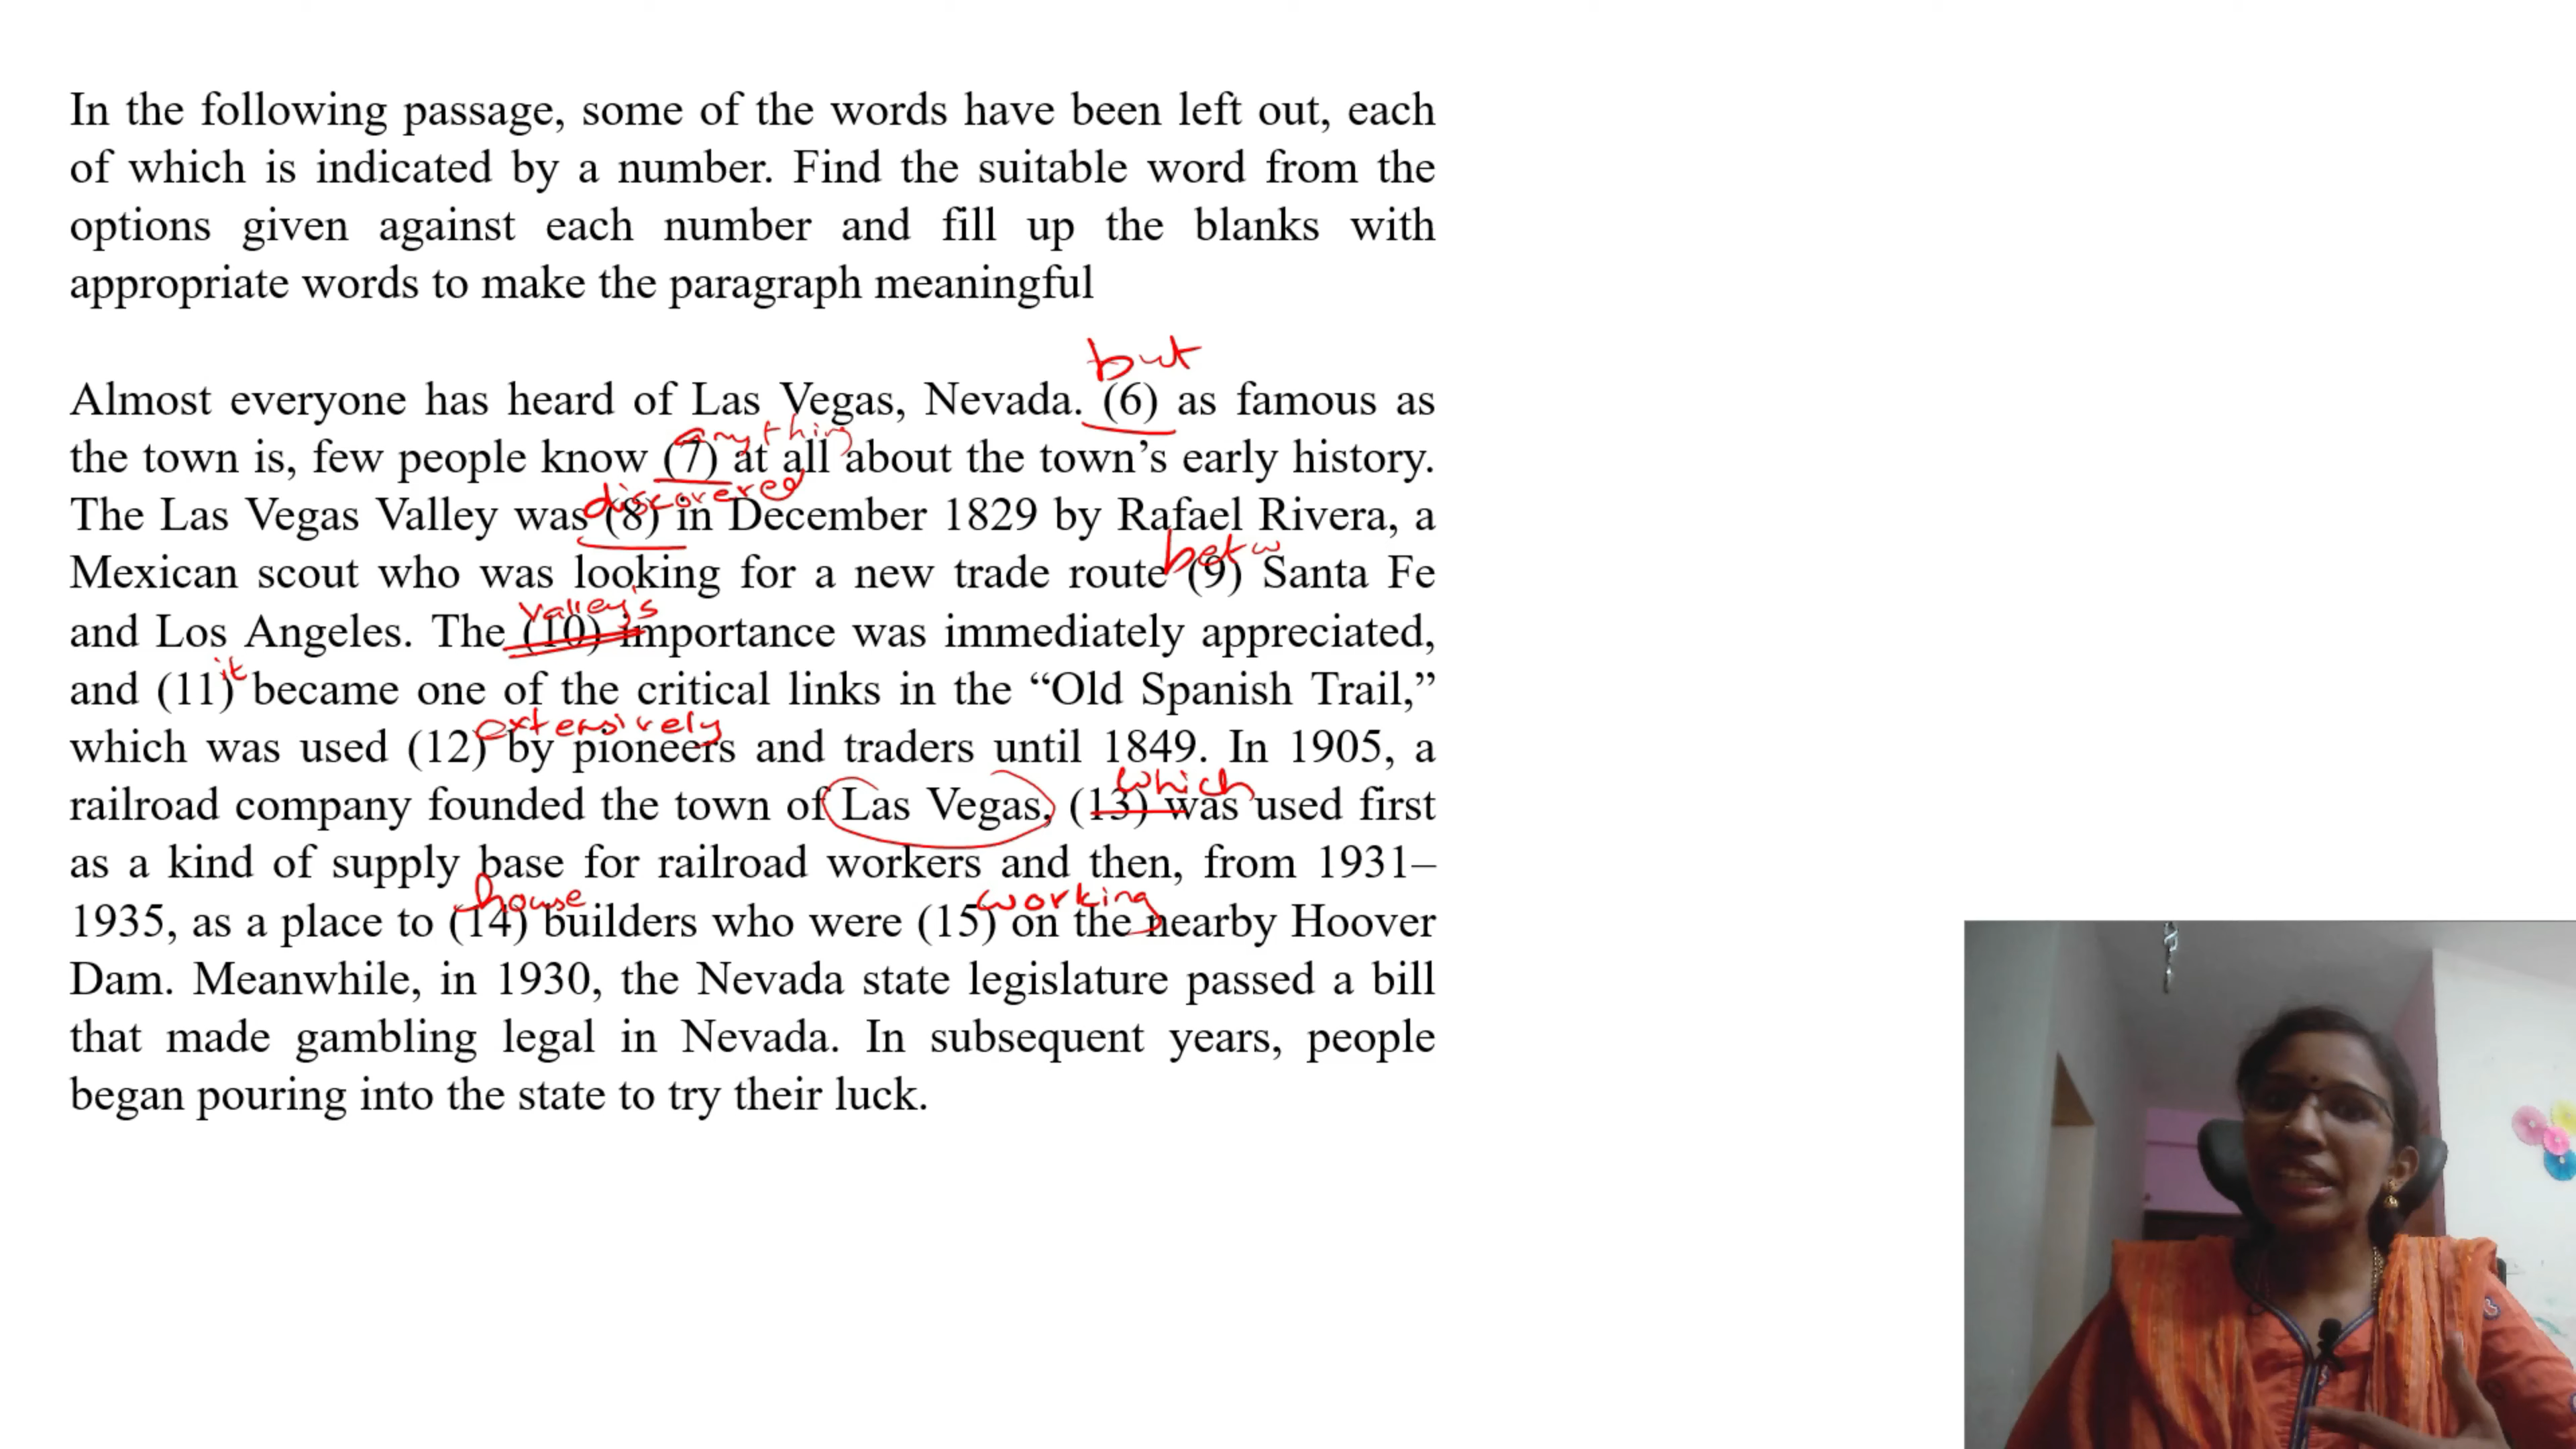 In the following passage, some of the words have been left out, each
of which is indicated by a number. Find the suitable word from the
options given against each number and fill up the blanks with
appropriate words to make the paragraph meaningful
but
Almost everyone has heard of Las Vegas, Nevada. (6) as famous as
anything
the town is, few people know (7) at all about the town's early history.
discovered
The Las Vegas Valley was (8) in December 1829 by Rafael Rivera, a
betw
Mexican scout who was looking for a new trade route (9) Santa Fe
valley's
and Los Angeles. The (10) importance was immediately appreciated,
it
and (11) became one of the critical links in the “Old Spanish Trail,”
extensively
which was used (12) by pioneers and traders until 1849. In 1905, a
which
railroad company founded the town of Las Vegas, (13) was used first
as a kind of supply base for railroad workers and then, from 1931–
house working
1935, as a place to (14) builders who were (15) on the nearby Hoover
Dam. Meanwhile, in 1930, the Nevada state legislature passed a bill
that made gambling legal in Nevada. In subsequent years, people
began pouring into the state to try their luck.